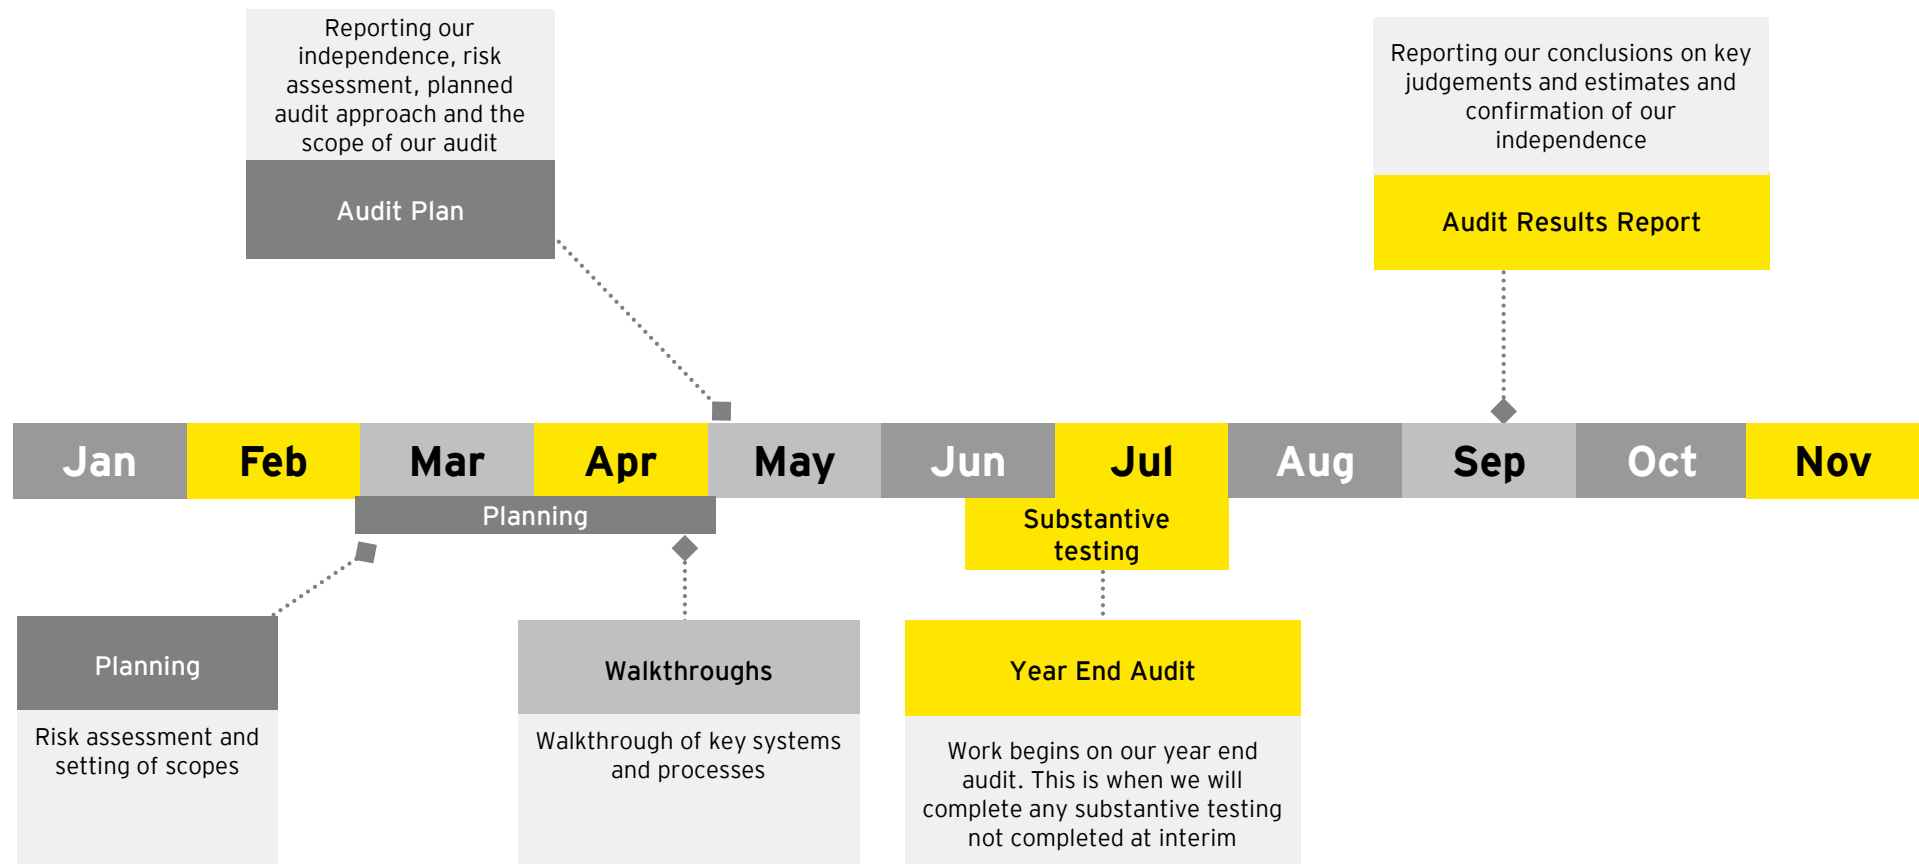 Reporting our
independence, risk
assessment, planned
audit approach and the
scope of our audit
Audit Plan
Reporting our conclusions on key
judgements and estimates and
confirmation of our
independence
Audit Results Report
Jan Feb Mar Apr May Jun Jul Aug Sep Oct Nov
Planning
Substantive
testing
Planning
Risk assessment and
setting of scopes
Walkthroughs
Walkthrough of key systems
and processes
Year End Audit
Work begins on our year end
audit. This is when we will
complete any substantive testing
not completed at interim